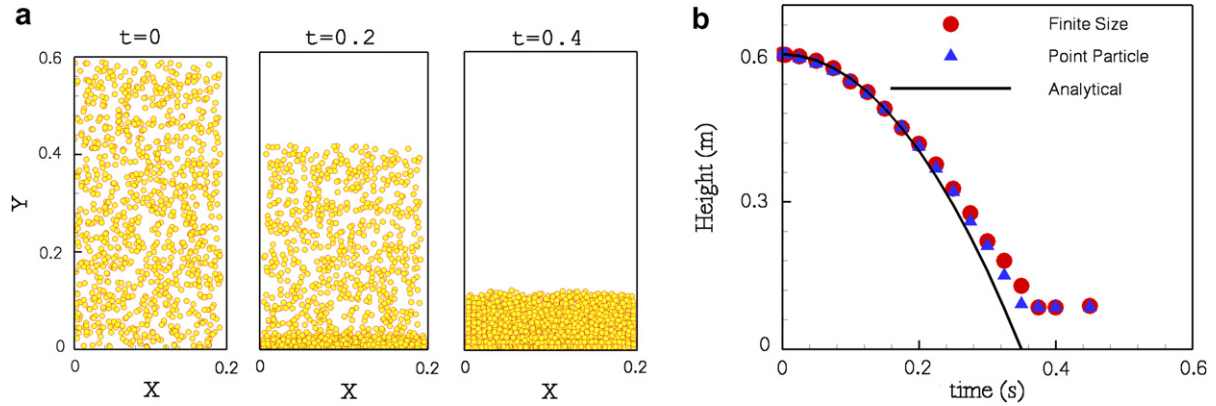 a
t=0
t=0.2
t=0.4
0.6
0.4
0.2
0
Y
0
0.2
0
0.2
0
0.2
X
X
X
b
Finite Size
Point Particle
Analytical
0.6
0.3
0
Height (m)
0
0.2
0.4
0.6
time (s)